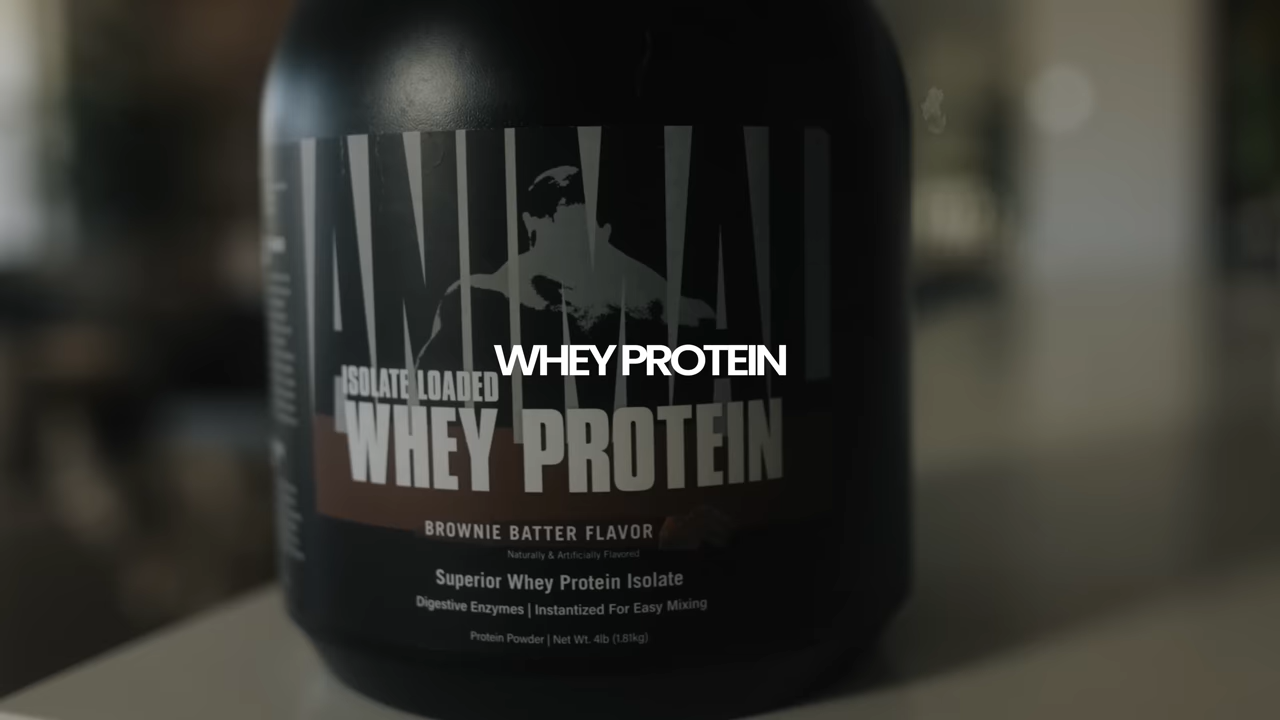 ANIMAL
WHEY PROTEIN
ISOLATE LOADED
WHEY PROTEIN
BROWNIE BATTER FLAVOR
Naturally & Artificially Flavored
Superior Whey Protein Isolate
Digestive Enzymes | Instantized For Easy Mixing
Protein Powder | Net Wt. 4lb (1.81kg)